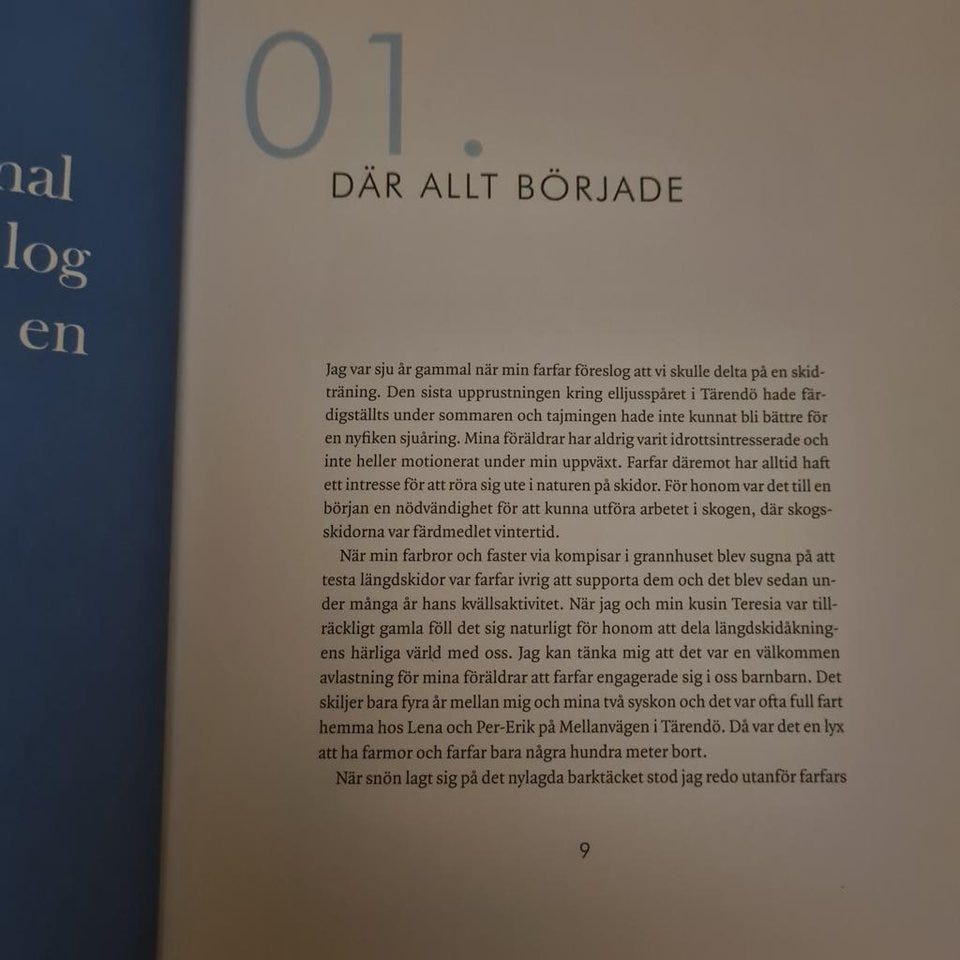 nal
log
en
01.
DÄR ALLT BÖRJADE
Jag var sju år gammal när min farfar föreslog att vi skulle delta på en skid-
träning. Den sista upprustningen kring elljusspåret i Tärendö hade fär-
digställts under sommaren och tajmingen hade inte kunnat bli bättre för
en nyfiken sjuåring. Mina föräldrar har aldrig varit idrottsintresserade och
inte heller motionerat under min uppväxt. Farfar däremot har alltid haft
ett intresse för att röra sig ute i naturen på skidor. För honom var det till en
början en nödvändighet för att kunna utföra arbetet i skogen, där skogs-
skidorna var färdmedlet vintertid.
När min farbror och faster via kompisar i grannhuset blev sugna på att
testa längdskidor var farfar ivrig att supporta dem och det blev sedan un-
der många år hans kvällsaktivitet. När jag och min kusin Teresia var till-
räckligt gamla föll det sig naturligt för honom att dela längdskidåkning-
ens härliga värld med oss. Jag kan tänka mig att det var en välkommen
avlastning för mina föräldrar att farfar engagerade sig i oss barnbarn. Det
skiljer bara fyra år mellan mig och mina två syskon och det var ofta full fart
hemma hos Lena och Per-Erik på Mellanvägen i Tärendö. Då var det en lyx
att ha farmor och farfar bara några hundra meter bort.
När snön lagt sig på det nylagda barktäcket stod jag redo utanför farfars
9